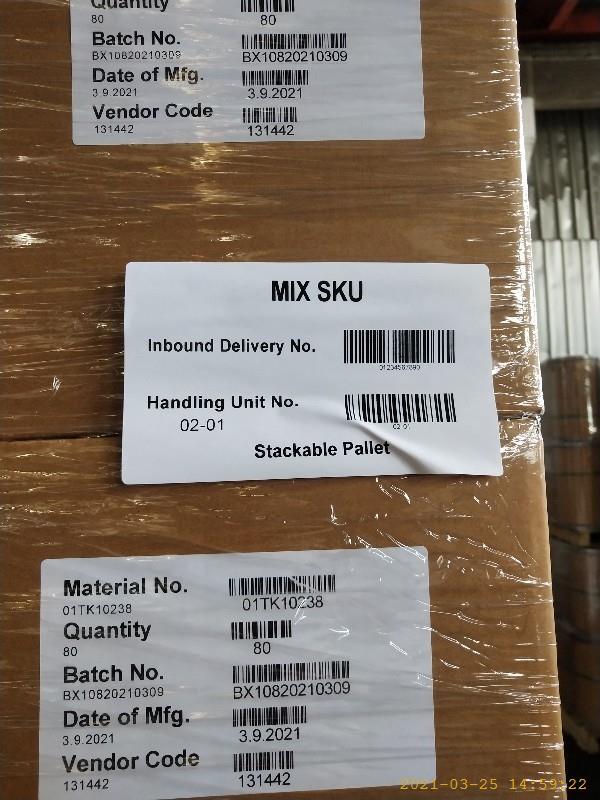 Quantity
80 80
Batch No.
BX10820210309 BX10820210309
Date of Mfg.
3.9.2021 3.9.2021
Vendor Code
131442 131442
MIX SKU
Inbound Delivery No.
01234567890
Handling Unit No.
02-01 02-01
Stackable Pallet
Material No.
01TK10238 01TK10238
Quantity
80 80
Batch No.
BX10820210309 BX10820210309
Date of Mfg.
3.9.2021 3.9.2021
Vendor Code
131442 131442
2021-03-25 14:59:22